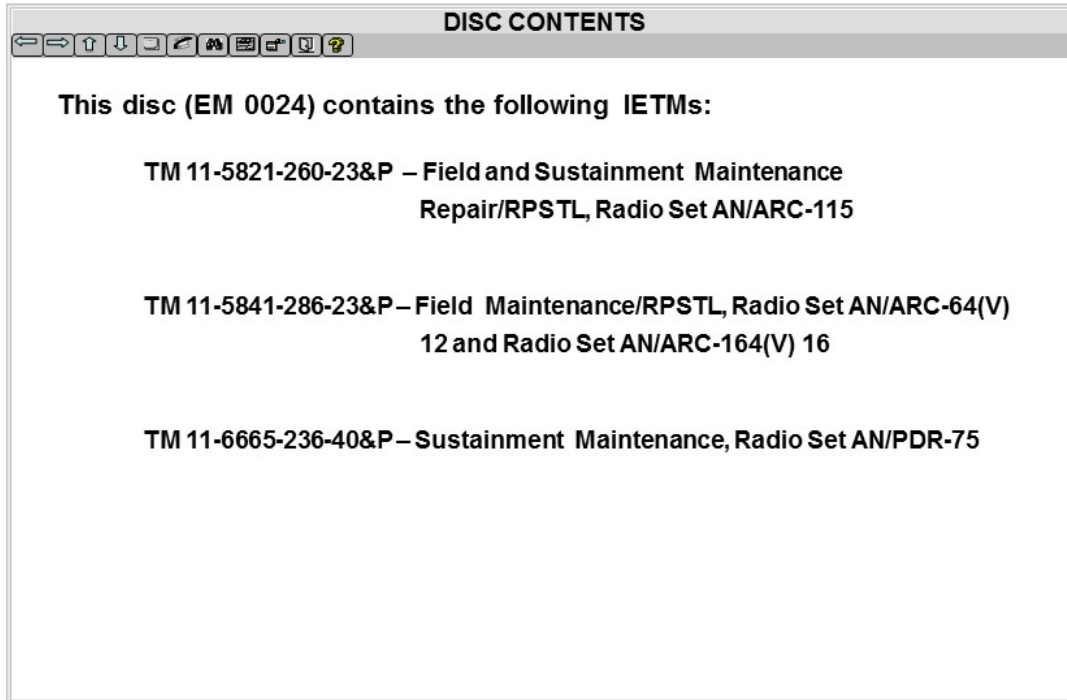 DISC CONTENTS
This disc (EM 0024) contains the following IETMs:
TM 11-5821-260-23&P – Field and Sustainment Maintenance
Repair/RPSTL, Radio Set AN/ARC-115
TM 11-5841-286-23&P – Field Maintenance/RPSTL, Radio Set AN/ARC-64(V)
12 and Radio Set AN/ARC-164(V) 16
TM 11-6665-236-40&P – Sustainment Maintenance, Radio Set AN/PDR-75